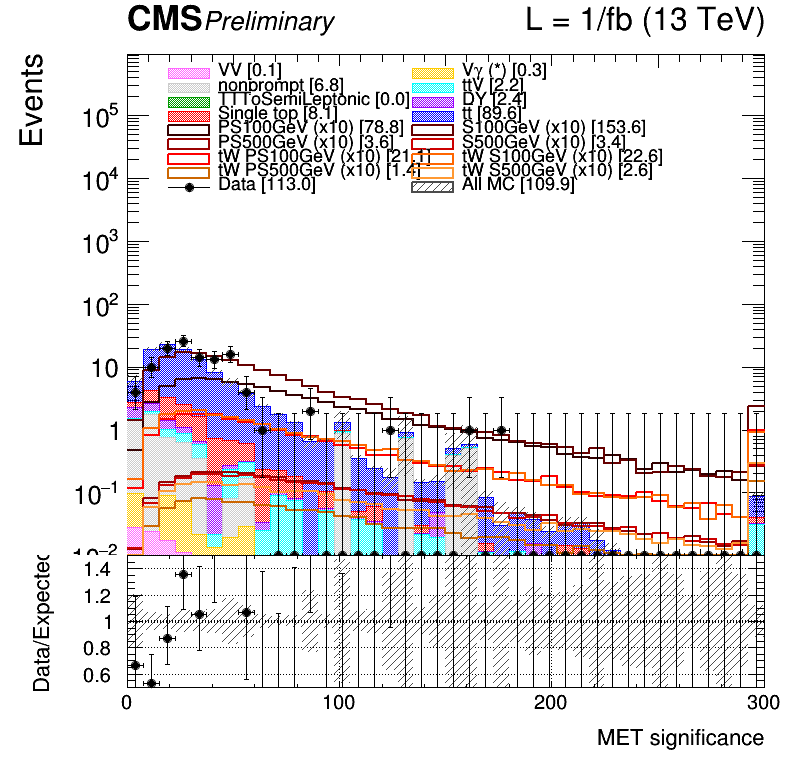 CMS Preliminary L = 1/fb (13 TeV)
Events
VV [0.1] Vγ (*) [0.3]
nonprompt [6.8] ttV [2.2]
TTToSemiLeptonic [0.0] DY [2.4]
Single top [8.1] tt [89.6]
PS100GeV (x10) [78.8] S100GeV (x10) [153.6]
PS500GeV (x10) [3.6] S500GeV (x10) [3.4]
tW PS100GeV (x10) [21.1] tW S100GeV (x10) [22.6]
tW PS500GeV (x10) [1.4] tW S500GeV (x10) [2.6]
Data [113.0] All MC [109.9]
10⁵
10⁴
10³
10²
10
1
10⁻¹
10⁻²
Data/Expected
1.4
1.2
1
0.8
0.6
0 100 200 300
MET significance